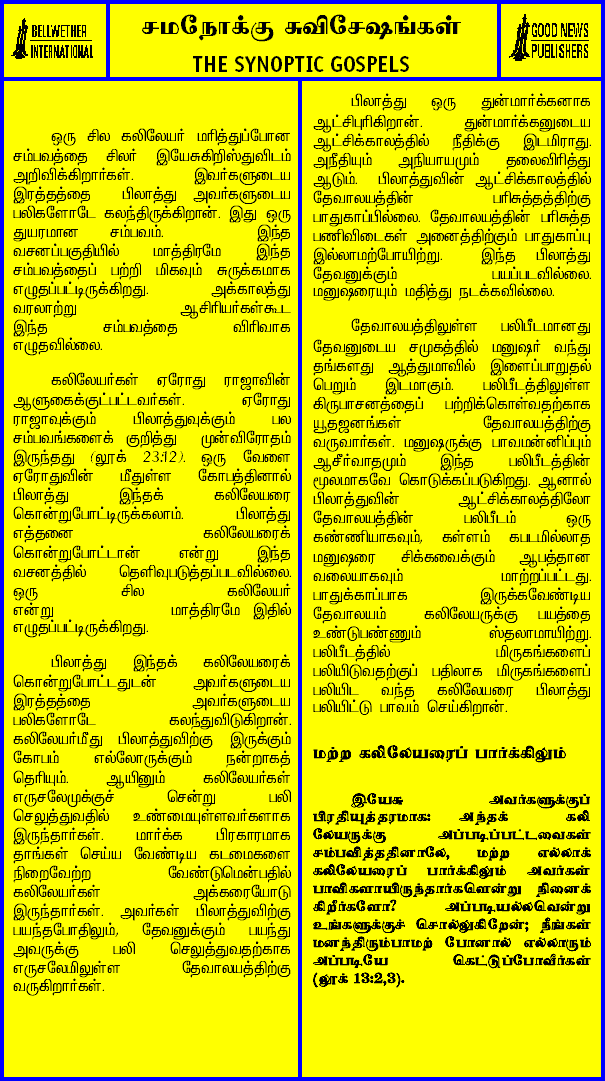 BELLWETHER
INTERNATIONAL
சமநோக்கு சுவிசேஷங்கள்
THE SYNOPTIC GOSPELS
GOOD NEWS
PUBLISHERS
ஒரு சில கலிலேயர் மரித்துப்போன
சம்பவத்தை சிலர் இயேசுகிறிஸ்துவிடம்
அறிவிக்கிறார்கள். இவர்களுடைய
இரத்தத்தை பிலாத்து அவர்களுடைய
பலிகளோடே கலந்திருக்கிறான். இது ஒரு
துயரமான சம்பவம். இந்த
வசனப்பகுதியில் மாத்திரமே இந்த
சம்பவத்தைப் பற்றி மிகவும் சுருக்கமாக
எழுதப்பட்டிருக்கிறது. அக்காலத்து
வரலாற்று ஆசிரியர்கள்கூட
இந்த சம்பவத்தை விரிவாக
எழுதவில்லை.
கலிலேயர்கள் ஏரோது ராஜாவின்
ஆளுகைக்குட்பட்டவர்கள். ஏரோது
ராஜாவுக்கும் பிலாத்துவுக்கும் பல
சம்பவங்களைக் குறித்து முன்விரோதம்
இருந்தது (லூக் 23:12). ஒரு வேளை
ஏரோதுவின் மீதுள்ள கோபத்தினால்
பிலாத்து இந்தக் கலிலேயரை
கொன்றுபோட்டிருக்கலாம். பிலாத்து
எத்தனை கலிலேயரைக்
கொன்றுபோட்டான் என்று இந்த
வசனத்தில் தெளிவுபடுத்தப்படவில்லை.
ஒரு சில கலிலேயர்
என்று மாத்திரமே இதில்
எழுதப்பட்டிருக்கிறது.
பிலாத்து இந்தக் கலிலேயரைக்
கொன்றுபோட்டதுடன் அவர்களுடைய
இரத்தத்தை அவர்களுடைய
பலிகளோடே கலந்துவிடுகிறான்.
கலிலேயர்மீது பிலாத்துவிற்கு இருக்கும்
கோபம் எல்லோருக்கும் நன்றாகத்
தெரியும். ஆயினும் கலிலேயர்கள்
எருசலேமுக்குச் சென்று பலி
செலுத்துவதில் உண்மையுள்ளவர்களாக
இருந்தார்கள். மார்க்க பிரகாரமாக
தாங்கள் செய்ய வேண்டிய கடமைகளை
நிறைவேற்ற வேண்டுமென்பதில்
கலிலேயர்கள் அக்கரையோடு
இருந்தார்கள். அவர்கள் பிலாத்துவிற்கு
பயந்தபோதிலும், தேவனுக்கும் பயந்து
அவருக்கு பலி செலுத்துவதற்காக
எருசலேமிலுள்ள தேவாலயத்திற்கு
வருகிறார்கள்.
பிலாத்து ஒரு துன்மார்க்கனாக
ஆட்சிபுரிகிறான். துன்மார்க்கனுடைய
ஆட்சிக்காலத்தில் நீதிக்கு இடமிராது.
அநீதியும் அநியாயமும் தலைவிரித்து
ஆடும். பிலாத்துவின் ஆட்சிக்காலத்தில்
தேவாலயத்தின் பரிசுத்தத்திற்கு
பாதுகாப்பில்லை. தேவாலயத்தின் பரிசுத்த
பணிவிடைகள் அனைத்திற்கும் பாதுகாப்பு
இல்லாமற்போயிற்று. இந்த பிலாத்து
தேவனுக்கும் பயப்படவில்லை.
மனுஷரையும் மதித்து நடக்கவில்லை.
தேவாலயத்திலுள்ள பலிபீடமானது
தேவனுடைய சமுகத்தில் மனுஷர் வந்து
தங்களது ஆத்துமாவில் இளைப்பாறுதல்
பெறும் இடமாகும். பலிபீடத்திலுள்ள
கிருபாசனத்தைப் பற்றிக்கொள்வதற்காக
யூதஜனங்கள் தேவாலயத்திற்கு
வருவார்கள். மனுஷருக்கு பாவமன்னிப்பும்
ஆசீர்வாதமும் இந்த பலிபீடத்தின்
மூலமாகவே கொடுக்கப்படுகிறது. ஆனால்
பிலாத்துவின் ஆட்சிக்காலத்திலோ
தேவாலயத்தின் பலிபீடம் ஒரு
கண்ணியாகவும், கள்ளம் கபடமில்லாத
மனுஷரை சிக்கவைக்கும் ஆபத்தான
வலையாகவும் மாற்றப்பட்டது.
பாதுகாப்பாக இருக்கவேண்டிய
தேவாலயம் கலிலேயருக்கு பயத்தை
உண்டுபண்ணும் ஸ்தலாமாயிற்று.
பலிபீடத்தில் மிருகங்களைப்
பலியிடுவதற்குப் பதிலாக மிருகங்களைப்
பலியிட வந்த கலிலேயரை பிலாத்து
பலியிட்டு பாவம் செய்கிறான்.
மற்ற கலிலேயரைப் பார்க்கிலும்
இயேசு அவர்களுக்குப்
பிரதியுத்தரமாக: அந்தக் கலி
லேயருக்கு அப்படிப்பட்டவைகள்
சம்பவித்ததினாலே, மற்ற எல்லாக்
கலிலேயரைப் பார்க்கிலும் அவர்கள்
பாவிகளாயிருந்தார்களென்று நினைக்
கிறீர்களோ? அப்படியல்லவென்று
உங்களுக்குச் சொல்லுகிறேன்; நீங்கள்
மனந்திரும்பாமற் போனால் எல்லாரும்
அப்படியே கெட்டுப்போவீர்கள்
(லூக் 13:2,3).